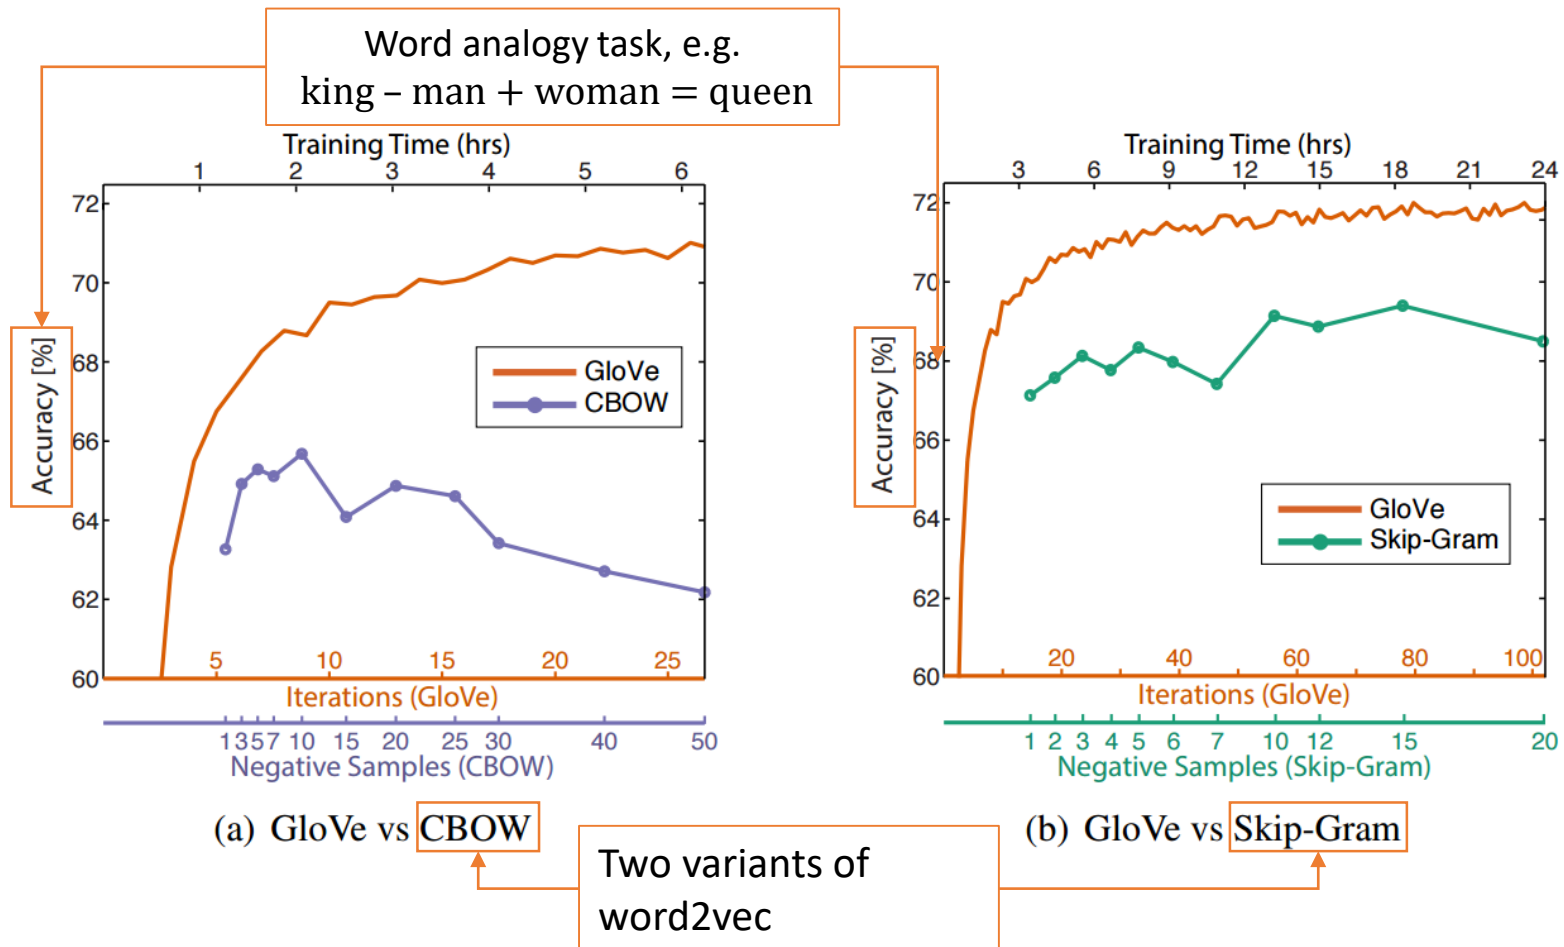 Word analogy task, e.g.
king – man + woman = queen
Training Time (hrs)
1 2 3 4 5 6
72
70
68
66
64
62
60
Accuracy [%]
GloVe
CBOW
5 10 15 20 25
Iterations (GloVe)
1 3 5 7 10 15 20 25 30 40 50
Negative Samples (CBOW)
(a) GloVe vs CBOW
Training Time (hrs)
3 6 9 12 15 18 21 24
72
70
68
66
64
62
60
Accuracy [%]
GloVe
Skip-Gram
20 40 60 80 100
Iterations (GloVe)
1 2 3 4 5 6 7 10 12 15 20
Negative Samples (Skip-Gram)
(b) GloVe vs Skip-Gram
Two variants of
word2vec